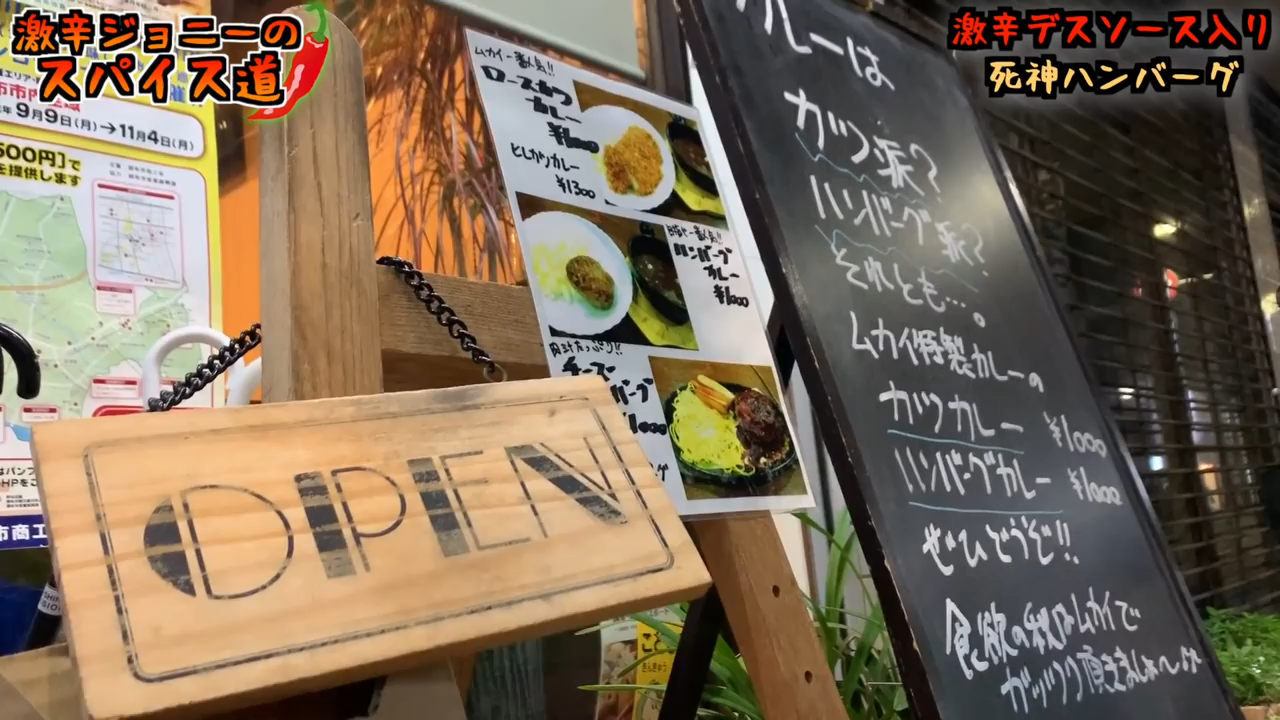 激辛ジョニーの
スパイス道
激辛デスソース入り
死神ハンバーグ
9月9日(月)→11月4日(月)
500円]で
を提供します
市商工
OPEN
ムカイ一番人気!!
ロースカツ
カレー
¥1000
ヒレカツカレー
¥1300
ハンバーグ
カレー
¥1000
肉汁たっぷり!!
チーズ
レーは
カツ派?
ハンバーグ派?
それとも…。
ムカイ特製カレーの
カツカレー ¥1000
ハンバーグカレー ¥1000
ぜひどうぞ!!
食欲の秋はムカイで
ガッツリ頂きましょ〜